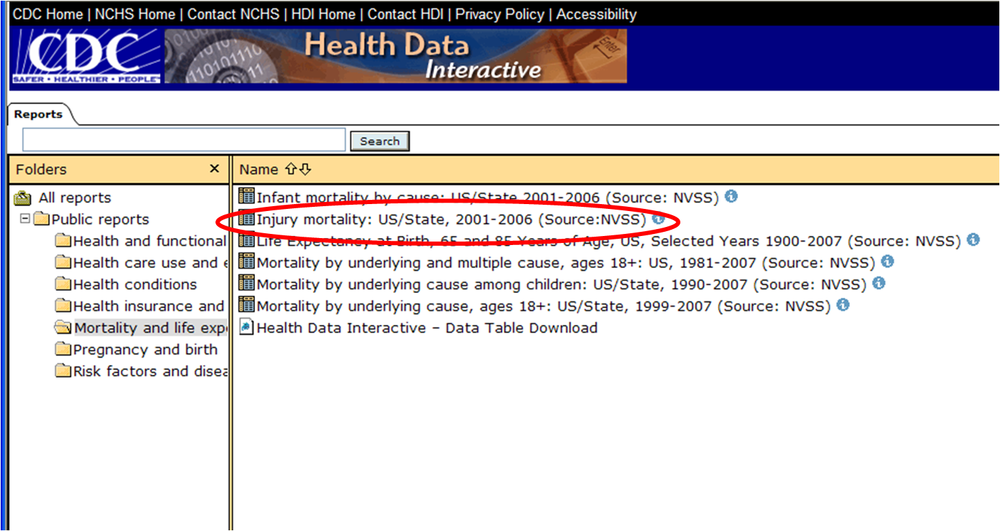 CDC Home | NCHS Home | Contact NCHS | HDI Home | Contact HDI | Privacy Policy | Accessibility
CDC
SAFER • HEALTHIER • PEOPLE™
Health Data
Interactive
Enter
Reports
Search
Folders
Name
All reports
Public reports
Health and functional
Health care use and e
Health conditions
Health insurance and
Mortality and life exp
Pregnancy and birth
Risk factors and disea
Infant mortality by cause: US/State 2001-2006 (Source: NVSS)
Injury mortality: US/State, 2001-2006 (Source:NVSS)
Life Expectancy at Birth, 65 and 85 Years of Age, US, Selected Years 1900-2007 (Source: NVSS)
Mortality by underlying and multiple cause, ages 18+: US, 1981-2007 (Source: NVSS)
Mortality by underlying cause among children: US/State, 1990-2007 (Source: NVSS)
Mortality by underlying cause, ages 18+: US/State, 1999-2007 (Source: NVSS)
Health Data Interactive – Data Table Download